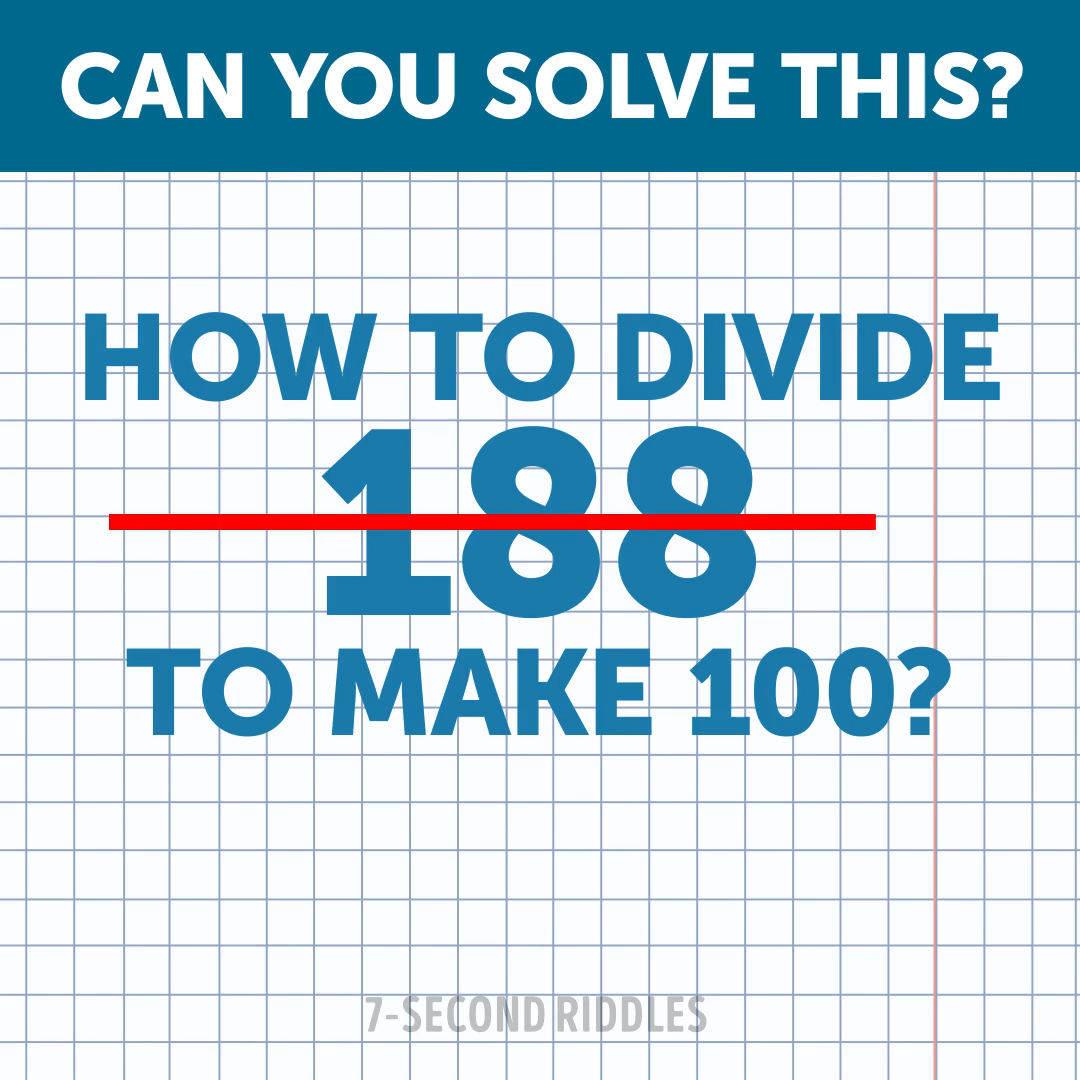 CAN YOU SOLVE THIS?
HOW TO DIVIDE
188
TO MAKE 100?
7-SECOND RIDDLES